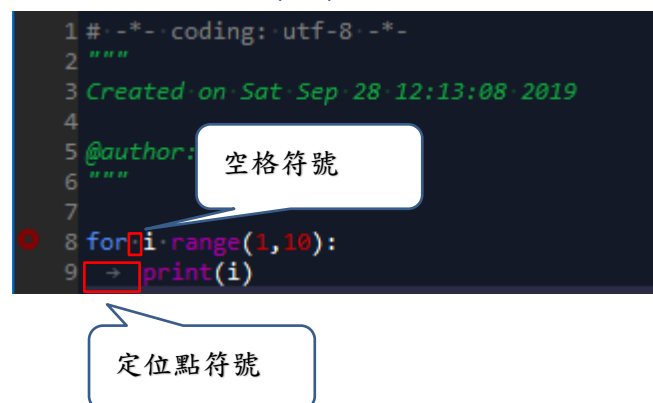 1 # -*- coding: utf-8 -*-
2 """
3 Created on Sat Sep 28 12:13:08 2019
4
5 @author:
空格符號
6 """
7
8 for i range(1,10):
9 → print(i)
定位點符號